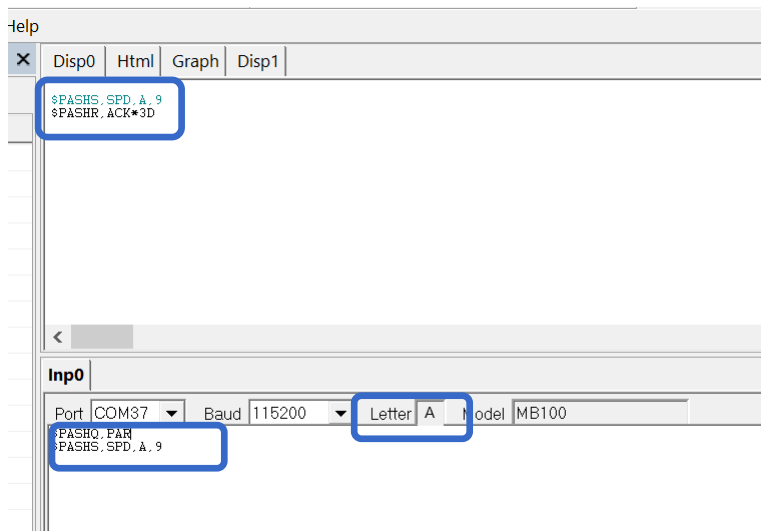 Help
Disp0 Html Graph Disp1
$PASHS,SPD,A,9
$PASHR,ACK*3D
Inp0
Port COM37 Baud 115200 Letter A Model MB100
$PASHQ,PAR
$PASHS,SPD,A,9